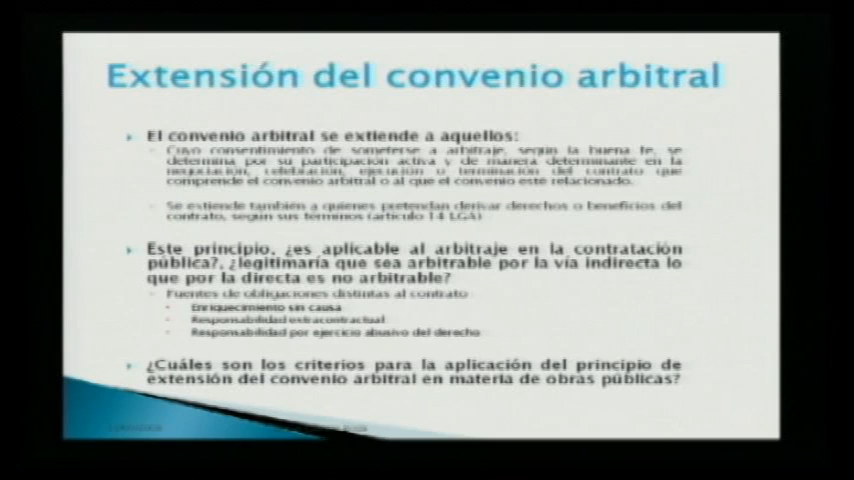 Extensión del convenio arbitral
El convenio arbitral se extiende a aquellos:
Cuyo consentimiento de someterse a arbitraje, según la buena fe, se
determina por su participación activa y de manera determinante en la
negociación, celebración, ejecución o terminación del contrato que
comprende el convenio arbitral o al que el convenio esté relacionado.
Se extiende también a quienes pretendan derivar derechos o beneficios del
contrato, según sus términos (artículo 14 LGA)
Este principio, ¿es aplicable al arbitraje en la contratación
pública?, ¿legitimaría que sea arbitrable por la vía indirecta lo
que por la directa es no arbitrable?
Fuentes de obligaciones distintas al contrato
Enriquecimiento sin causa
Responsabilidad extracontractual
Responsabilidad por ejercicio abusivo del derecho
¿Cuáles son los criterios para la aplicación del principio de
extensión del convenio arbitral en materia de obras públicas?